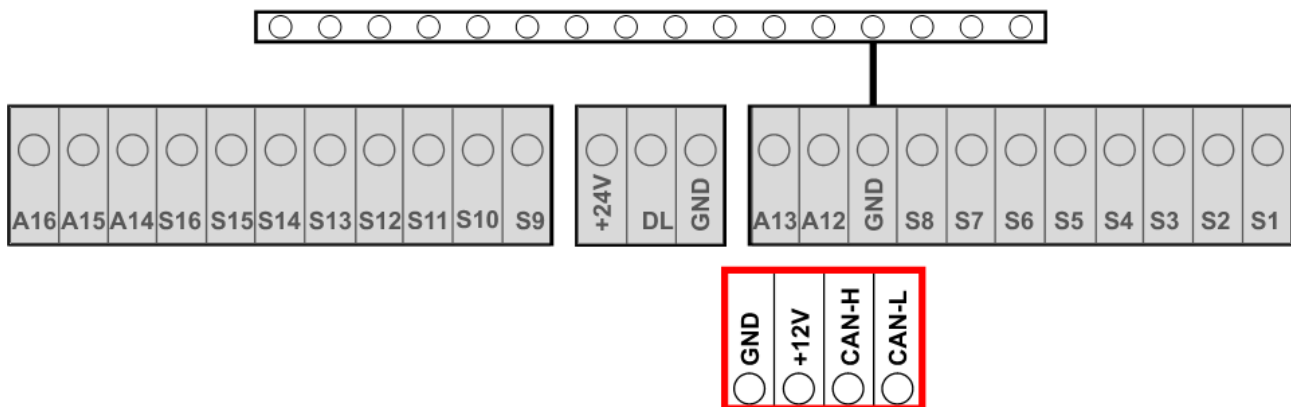 A16 A15 A14 S16 S15 S14 S13 S12 S11 S10 S9 +24V DL GND A13 A12 GND S8 S7 S6 S5 S4 S3 S2 S1
GND +12V CAN-H CAN-L